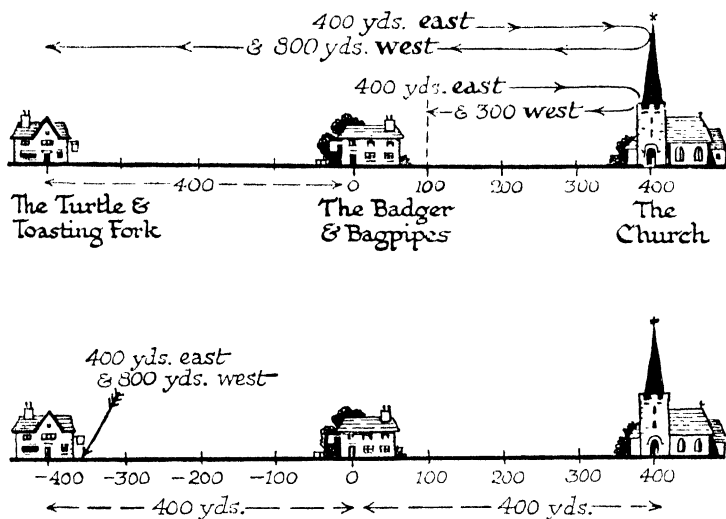 400 yds. east
& 800 yds. west
400 yds. east
& 300 west
400 0 100 200 300 400
The Turtle &
Toasting Fork
The Badger
& Bagpipes
The
Church
400 yds. east
& 800 yds. west
-400 -300 -200 -100 0 100 200 300 400
400 yds. 400 yds.